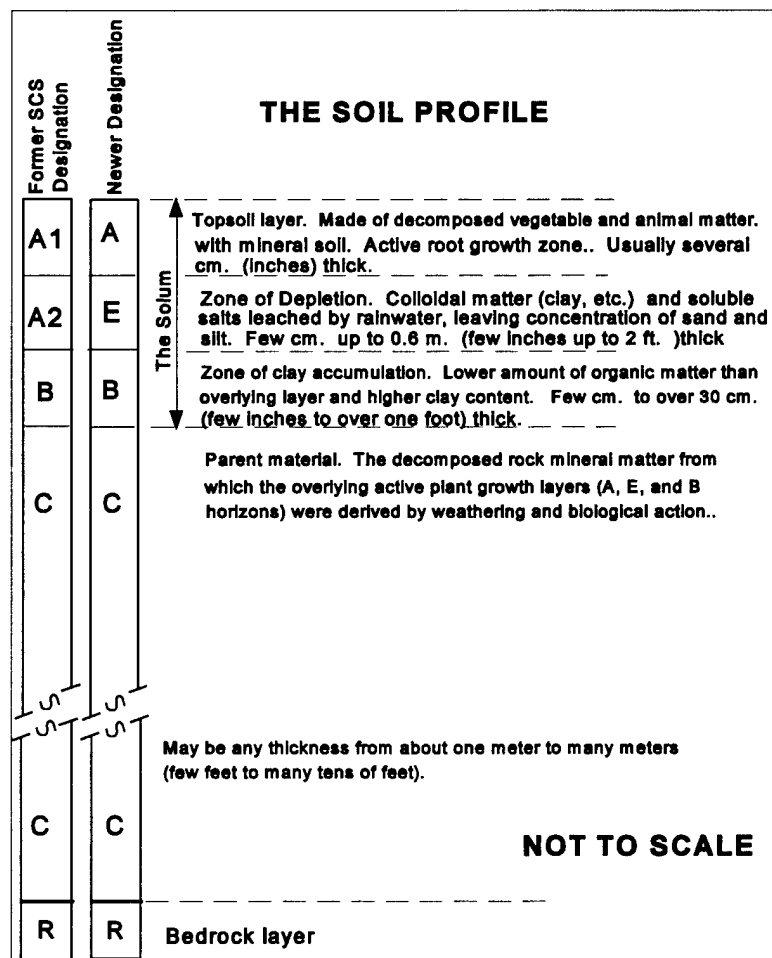 Former SCS
Designation
Newer Designation
THE SOIL PROFILE
A1
A
The Solum
Topsoil layer. Made of decomposed vegetable and animal matter.
with mineral soil. Active root growth zone.. Usually several
cm. (inches) thick.
A2
E
Zone of Depletion. Colloidal matter (clay, etc.) and soluble
salts leached by rainwater, leaving concentration of sand and
silt. Few cm. up to 0.6 m. (few inches up to 2 ft. )thick
B
B
Zone of clay accumulation. Lower amount of organic matter than
overlying layer and higher clay content. Few cm. to over 30 cm.
(few inches to over one foot) thick.
C
C
Parent material. The decomposed rock mineral matter from
which the overlying active plant growth layers (A, E, and B
horizons) were derived by weathering and biological action..
May be any thickness from about one meter to many meters
(few feet to many tens of feet).
C
C
NOT TO SCALE
R
R
Bedrock layer